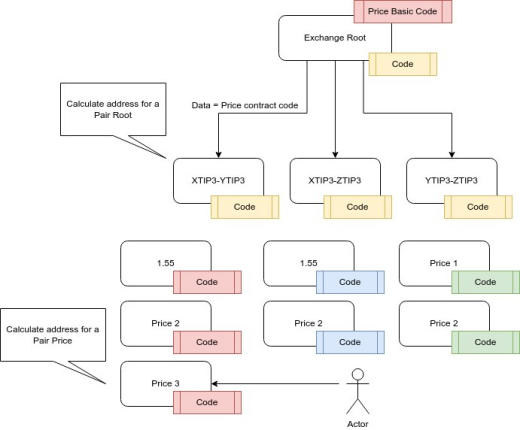 Price Basic Code
Exchange Root
Code
Calculate address for a
Pair Root
Data = Price contract code
XTIP3-YTIP3
XTIP3-ZTIP3
YTIP3-ZTIP3
Code
Code
Code
1.55
1.55
Price 1
Code
Code
Code
Calculate address for a
Pair Price
Price 2
Price 2
Price 2
Code
Code
Code
Price 3
Code
Actor